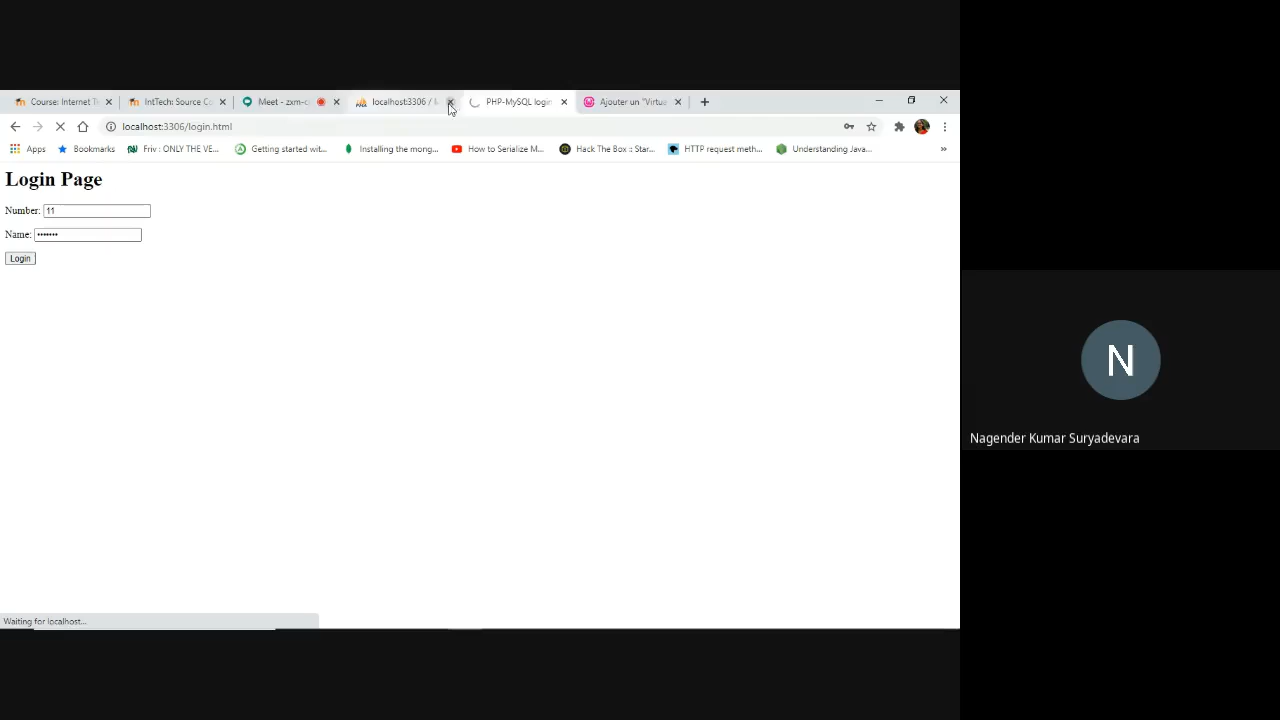 Course: Internet T
IntTech: Source Co
Meet - zxm-c
localhost:3306 /
PHP-MySQL login
Ajouter un "Virtua
localhost:3306/login.html
Apps
Bookmarks
Friv : ONLY THE VE...
Getting started wit...
Installing the mong...
How to Serialize M...
Hack The Box :: Star...
HTTP request meth...
Understanding Java...
»
Login Page
Number: 11
Name: •••••••
Login
N
Nagender Kumar Suryadevara
Waiting for localhost...